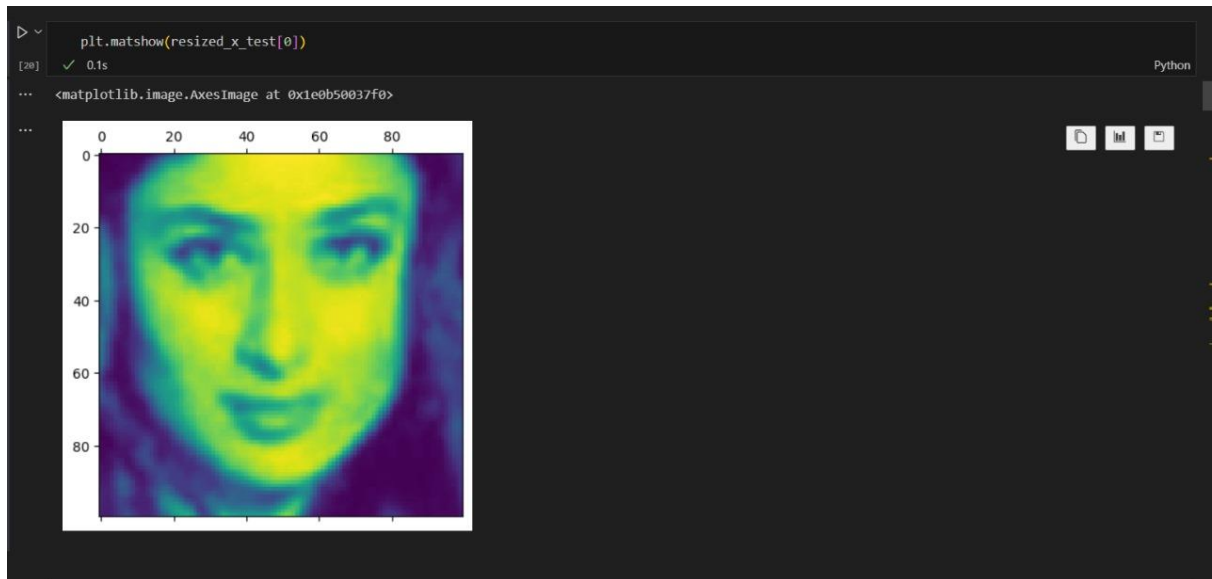 plt.matshow(resized_x_test[0])
[20] ✓ 0.1s Python
... <matplotlib.image.AxesImage at 0x1e0b50037f0>
...
0 20 40 60 80
0
20
40
60
80